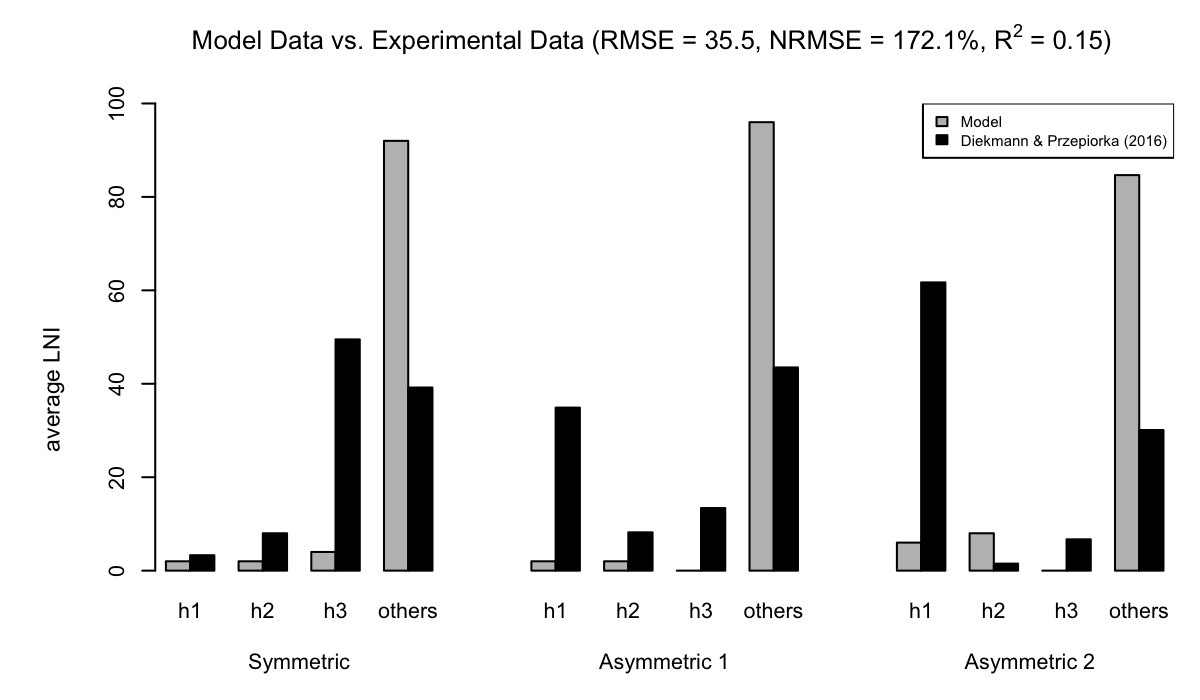 Model Data vs. Experimental Data (RMSE = 35.5, NRMSE = 172.1%, R² = 0.15)
Model
Diekmann & Przepiorka (2016)
average LNI
100
80
60
40
20
0
h1 h2 h3 others h1 h2 h3 others h1 h2 h3 others
Symmetric Asymmetric 1 Asymmetric 2